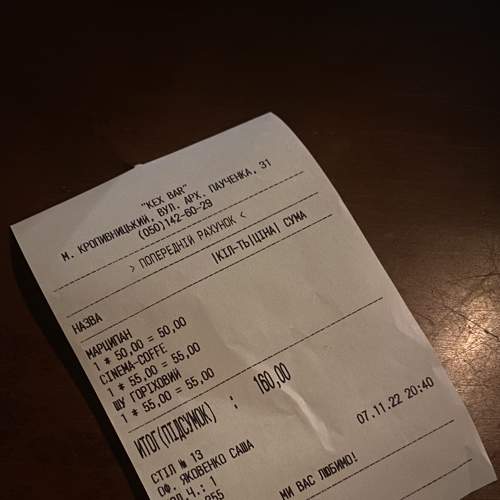 "KEX BAR"
М. КРОПИВНИЦЬКИЙ, ВУЛ. АРХ. ПАУЧЕНКА, 31
(050)142-60-29
> ПОПЕРЕДНІЙ РАХУНОК <
НАЗВА |КІЛ-ТЬ|ЦІНА| СУМА
МАРЦИПАН
1 * 50,00 = 50,00
CINEMA-COFFE
1 * 55,00 = 55,00
ШУ ГОРІХОВИЙ
1 * 55,00 = 55,00
ИТОГ(ПІДСУМОК) : 160,00
СТІЛ № 13 07.11.22 20:40
ОФ. ЯКОВЕНКО САША
Ч.: 1
МИ ВАС ЛЮБИМО!